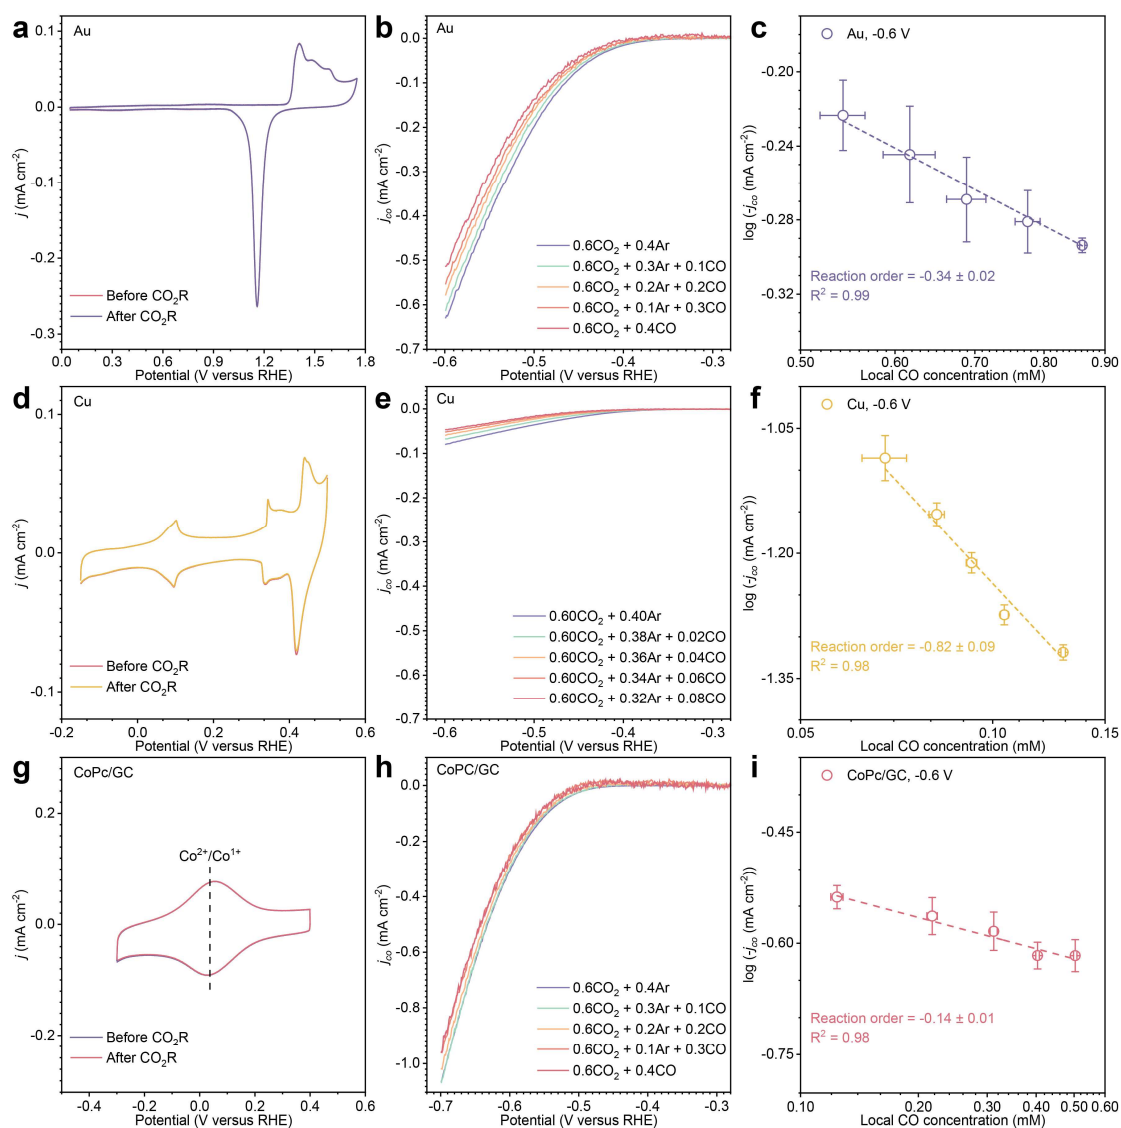 a
Au
0.1
0.0
-0.1
-0.2
-0.3
j (mA cm⁻²)
Before CO₂R
After CO₂R
0.0 0.3 0.6 0.9 1.2 1.5 1.8
Potential (V versus RHE)
b
Au
0.0
-0.1
-0.2
-0.3
-0.4
-0.5
-0.6
-0.7
j_co (mA cm⁻²)
0.6CO₂ + 0.4Ar
0.6CO₂ + 0.3Ar + 0.1CO
0.6CO₂ + 0.2Ar + 0.2CO
0.6CO₂ + 0.1Ar + 0.3CO
0.6CO₂ + 0.4CO
-0.6 -0.5 -0.4 -0.3
Potential (V versus RHE)
c
Au, -0.6 V
-0.20
-0.24
-0.28
-0.32
log (-j_co (mA cm⁻²))
Reaction order = -0.34 ± 0.02
R² = 0.99
0.50 0.60 0.70 0.80 0.90
Local CO concentration (mM)
d
Cu
0.1
0.0
-0.1
j (mA cm⁻²)
Before CO₂R
After CO₂R
-0.2 0.0 0.2 0.4 0.6
Potential (V versus RHE)
e
Cu
0.0
-0.1
-0.2
-0.3
-0.4
-0.5
-0.6
-0.7
j_co (mA cm⁻²)
0.60CO₂ + 0.40Ar
0.60CO₂ + 0.38Ar + 0.02CO
0.60CO₂ + 0.36Ar + 0.04CO
0.60CO₂ + 0.34Ar + 0.06CO
0.60CO₂ + 0.32Ar + 0.08CO
-0.6 -0.5 -0.4 -0.3
Potential (V versus RHE)
f
Cu, -0.6 V
-1.05
-1.20
-1.35
log (-j_co (mA cm⁻²))
Reaction order = -0.82 ± 0.09
R² = 0.98
0.05 0.10 0.15
Local CO concentration (mM)
g
CoPc/GC
0.2
0.0
-0.2
j (mA cm⁻²)
Co²⁺/Co¹⁺
Before CO₂R
After CO₂R
-0.4 -0.2 0.0 0.2 0.4 0.6
Potential (V versus RHE)
h
CoPC/GC
0.0
-0.2
-0.4
-0.6
-0.8
-1.0
j_co (mA cm⁻²)
0.6CO₂ + 0.4Ar
0.6CO₂ + 0.3Ar + 0.1CO
0.6CO₂ + 0.2Ar + 0.2CO
0.6CO₂ + 0.1Ar + 0.3CO
0.6CO₂ + 0.4CO
-0.7 -0.6 -0.5 -0.4 -0.3
Potential (V versus RHE)
i
CoPc/GC, -0.6 V
-0.45
-0.60
-0.75
log (-j_co (mA cm⁻²))
Reaction order = -0.14 ± 0.01
R² = 0.98
0.10 0.20 0.30 0.40 0.50 0.60
Local CO concentration (mM)